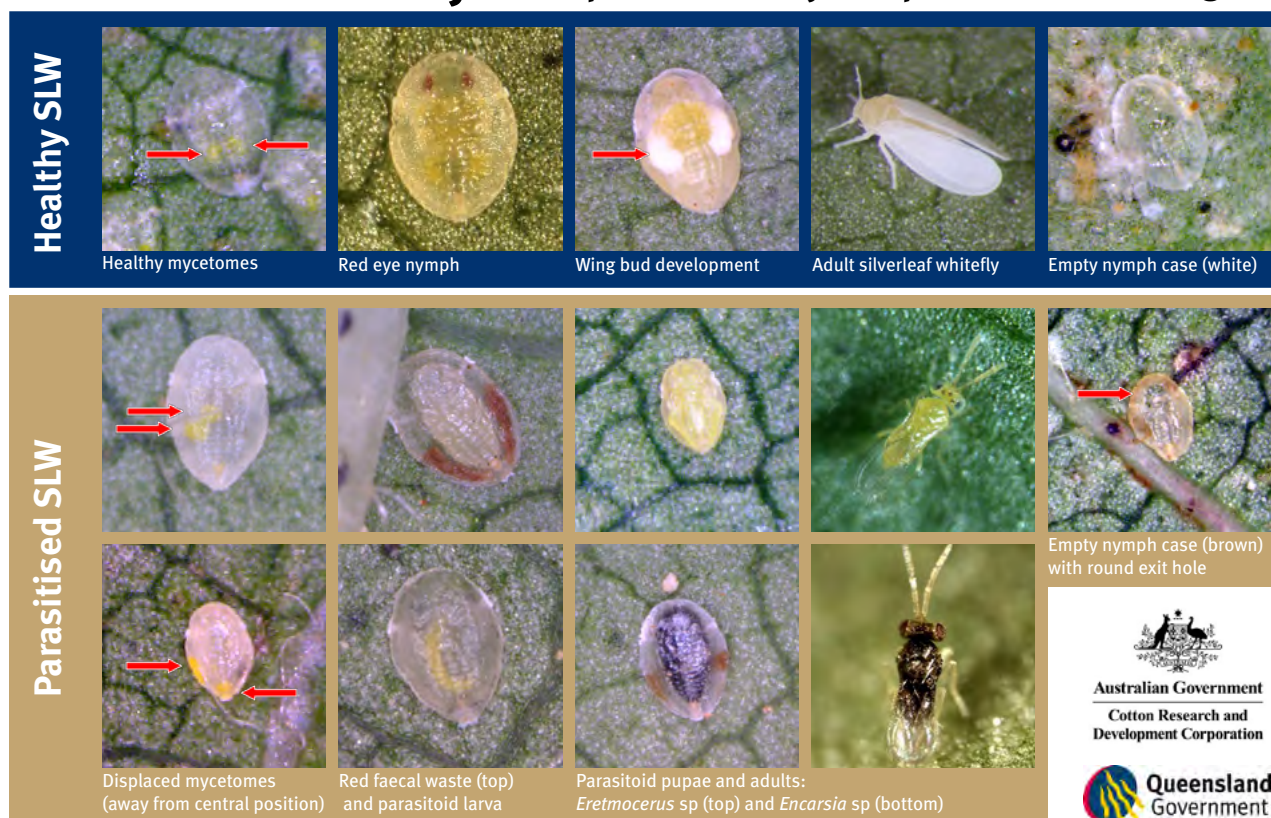 Healthy SLW
Healthy mycetomes
Red eye nymph
Wing bud development
Adult silverleaf whitefly
Empty nymph case (white)
Parasitised SLW
Empty nymph case (brown)
with round exit hole
Displaced mycetomes
(away from central position)
Red faecal waste (top)
and parasitoid larva
Parasitoid pupae and adults:
Eretmocerus sp (top) and Encarsia sp (bottom)
Australian Government
Cotton Research and
Development Corporation
Queensland
Government